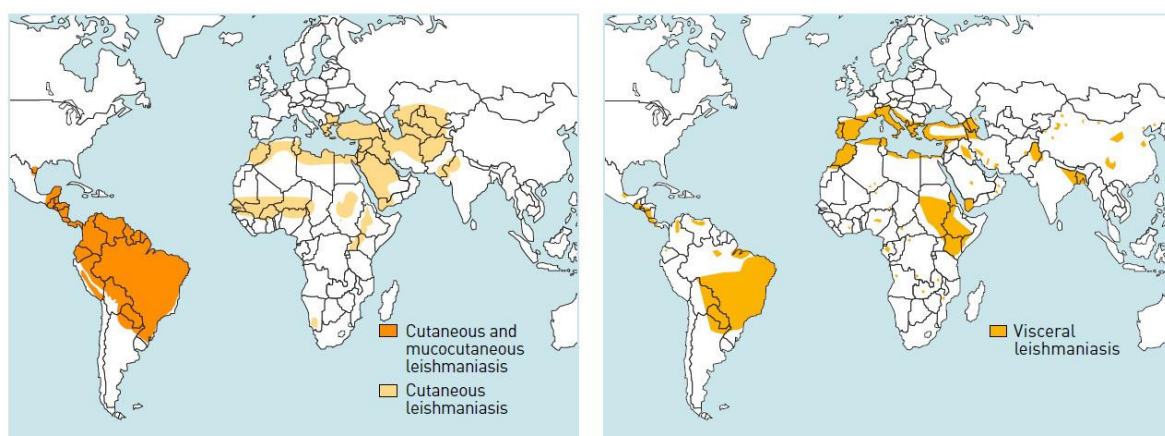 Cutaneous and
mucocutaneous
leishmaniasis
Cutaneous
leishmaniasis
Visceral
leishmaniasis